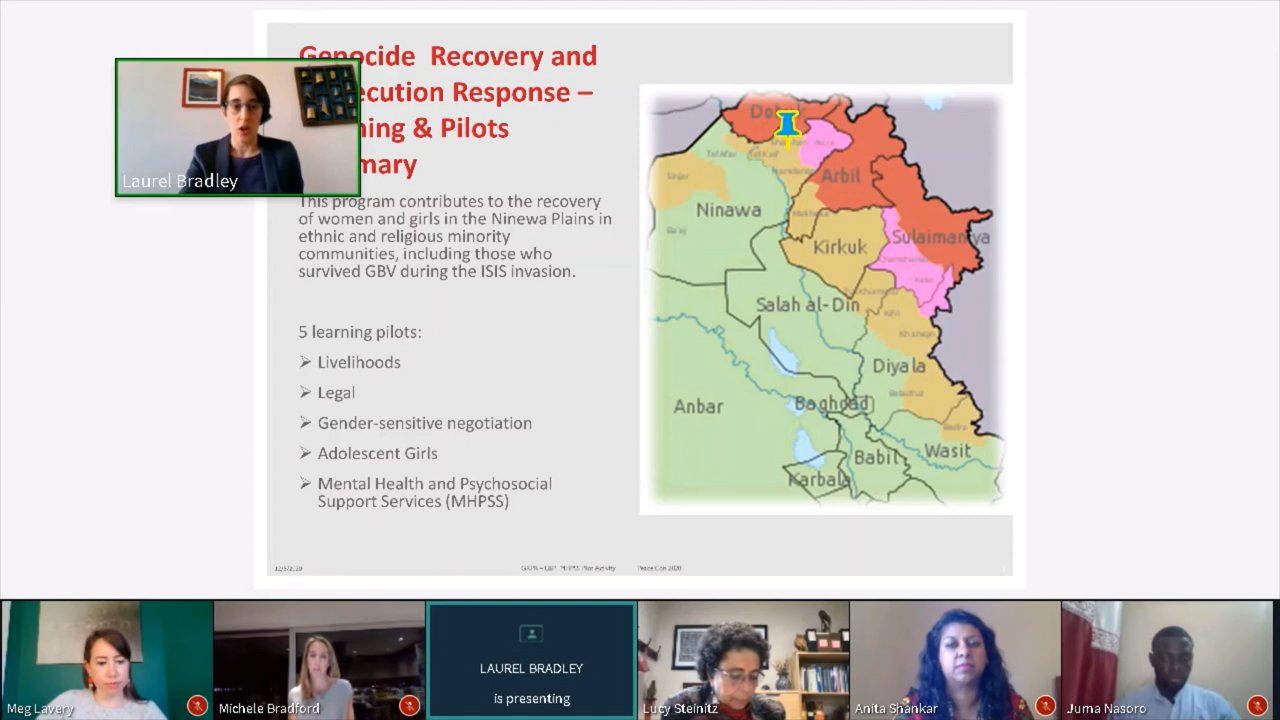 Genocide Recovery and
ecution Response –
ning & Pilots
mary
Laurel Bradley
This program contributes to the recovery
of women and girls in the Ninewa Plains in
ethnic and religious minority
communities, including those who
survived GBV during the ISIS invasion.
5 learning pilots:
➢ Livelihoods
➢ Legal
➢ Gender-sensitive negotiation
➢ Adolescent Girls
➢ Mental Health and Psychosocial
Support Services (MHPSS)
Arbil
Ninawa
Kirkuk
Sulaimaniya
Salah al-Din
Diyala
Anbar
Baghdad
Babil
Wasit
Karbala
Peace Con 2020
LAUREL BRADLEY
is presenting
Meg Lavery
Michele Bradford
Lucy Steinitz
Anita Shankar
Juma Nasoro